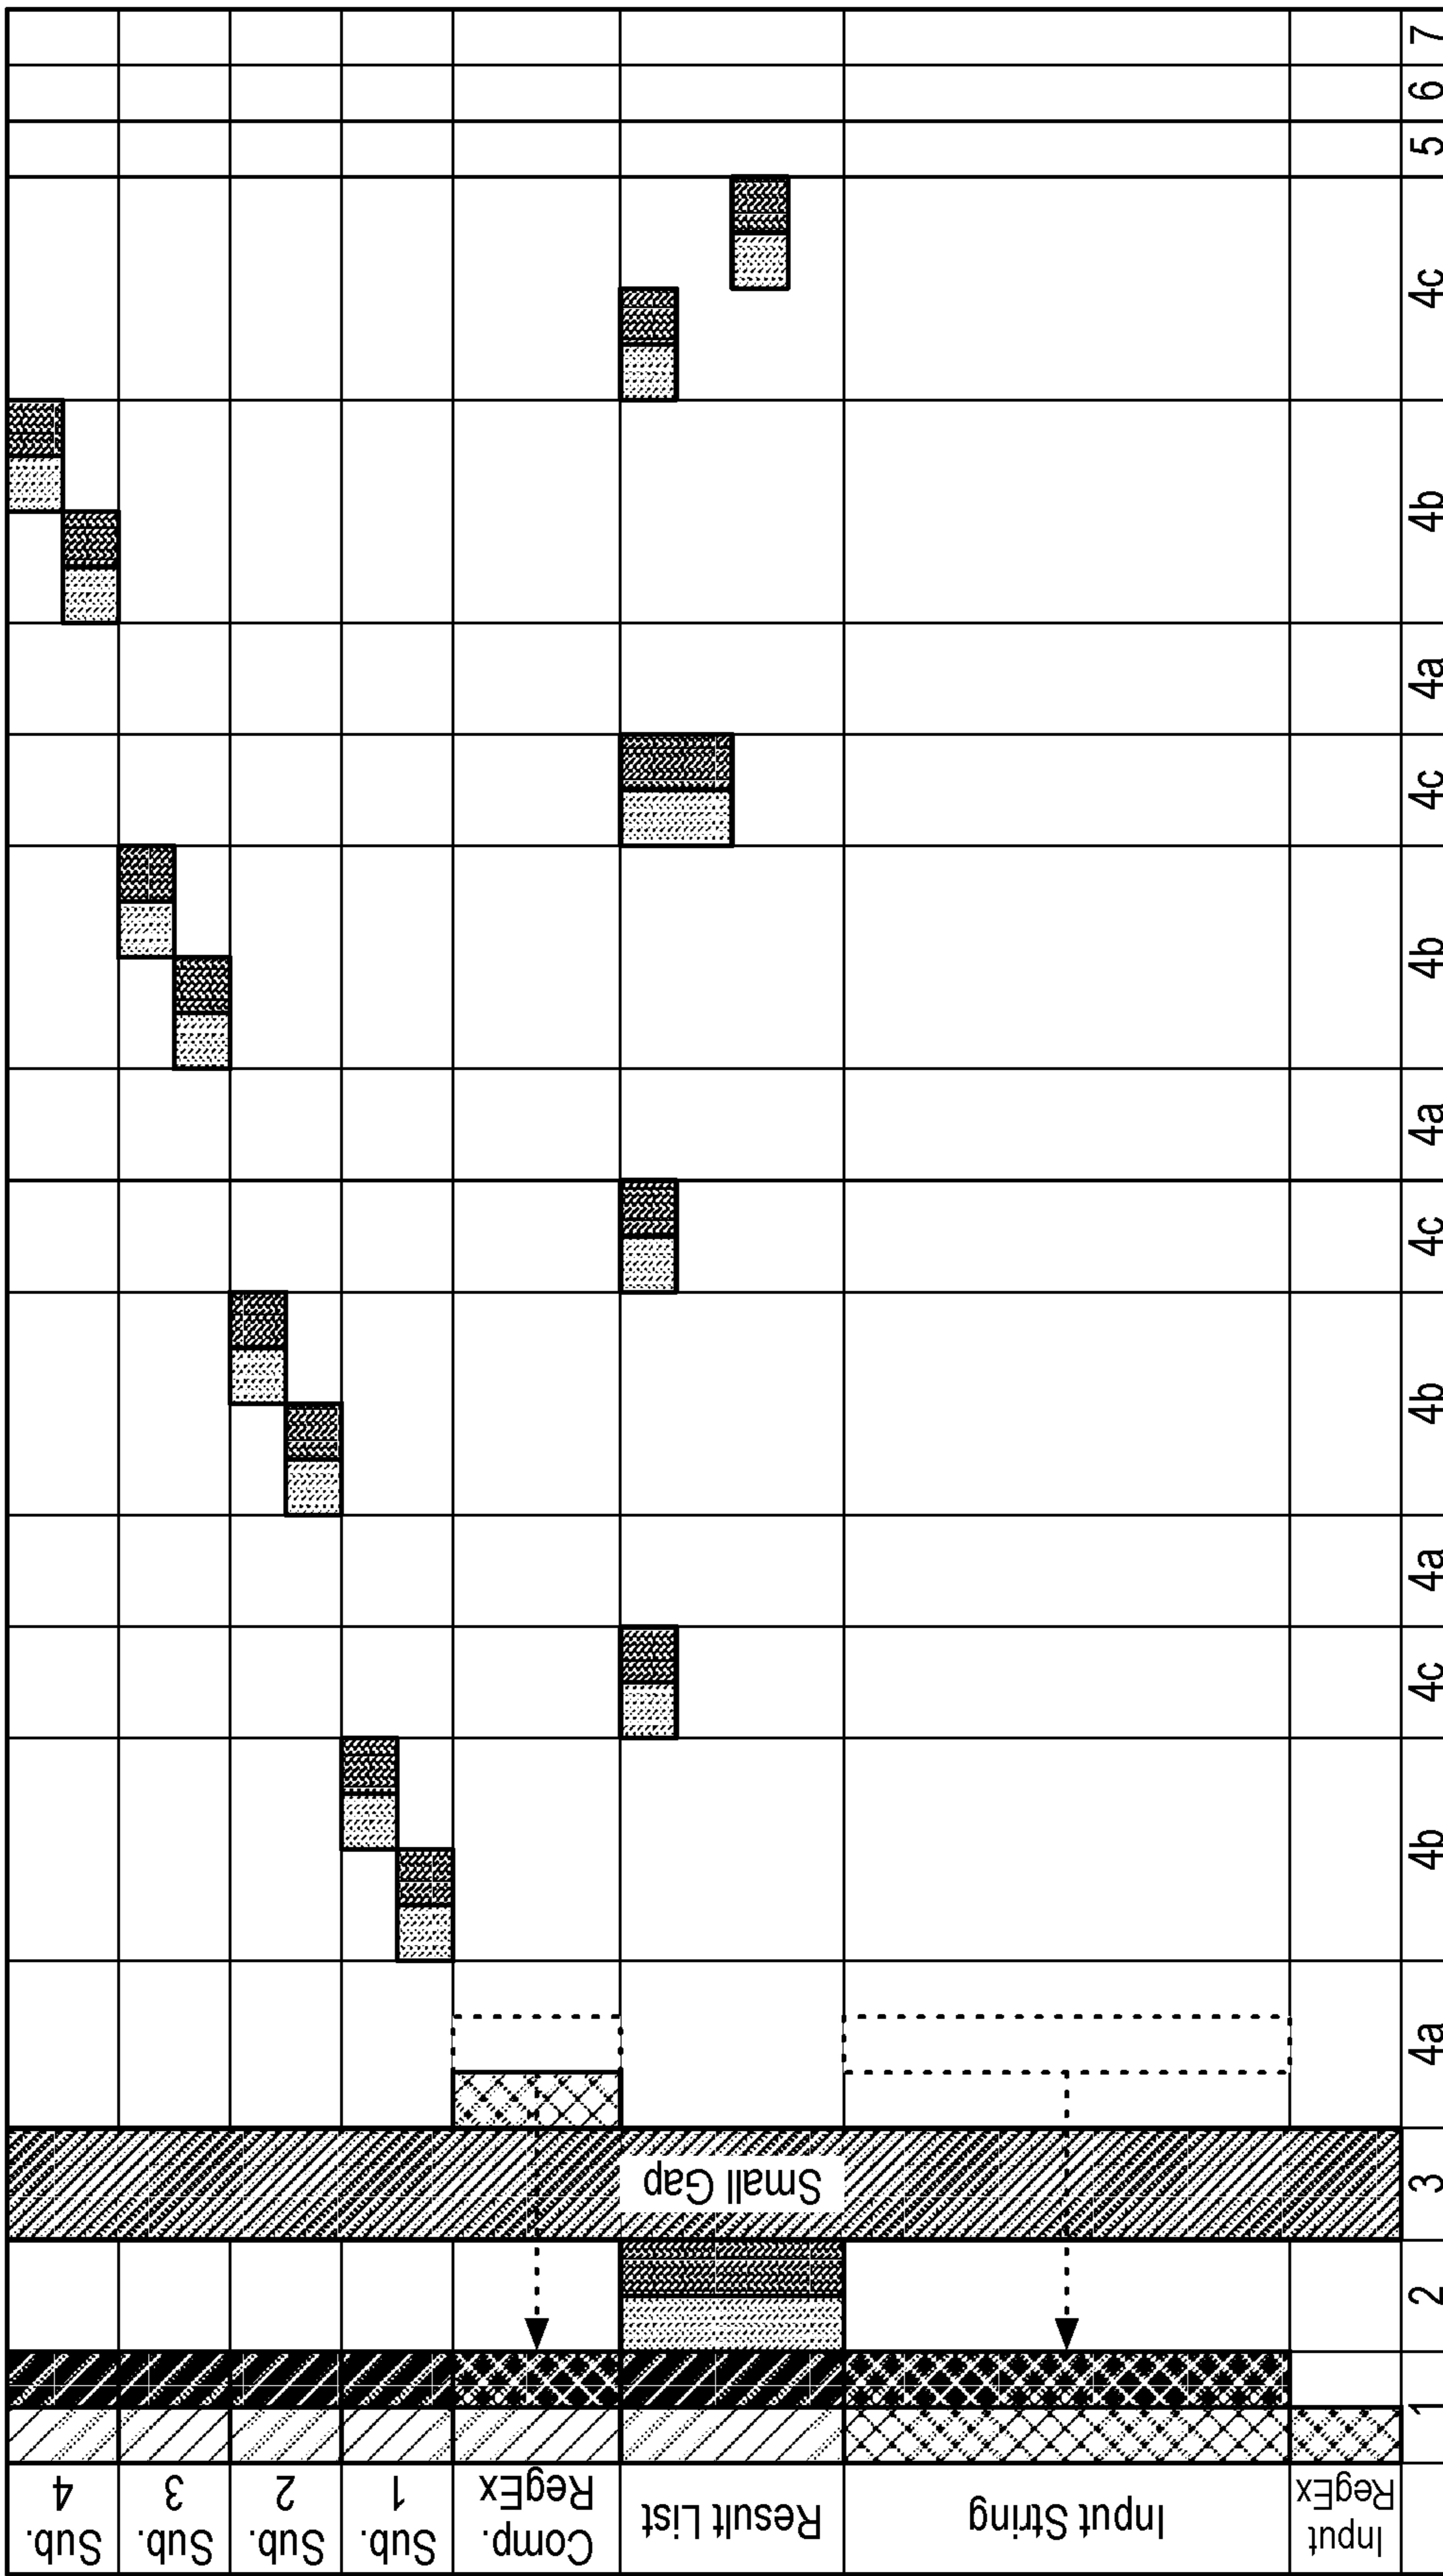 Sub.
4
Sub.
3
Sub.
2
Sub.
1
Comp.
RegEx
Result List
Input String
Input
RegEx
Small Gap
1
2
3
4a
4b
4c
4a
4b
4c
4a
4b
4c
4a
4b
4c
5
6
7